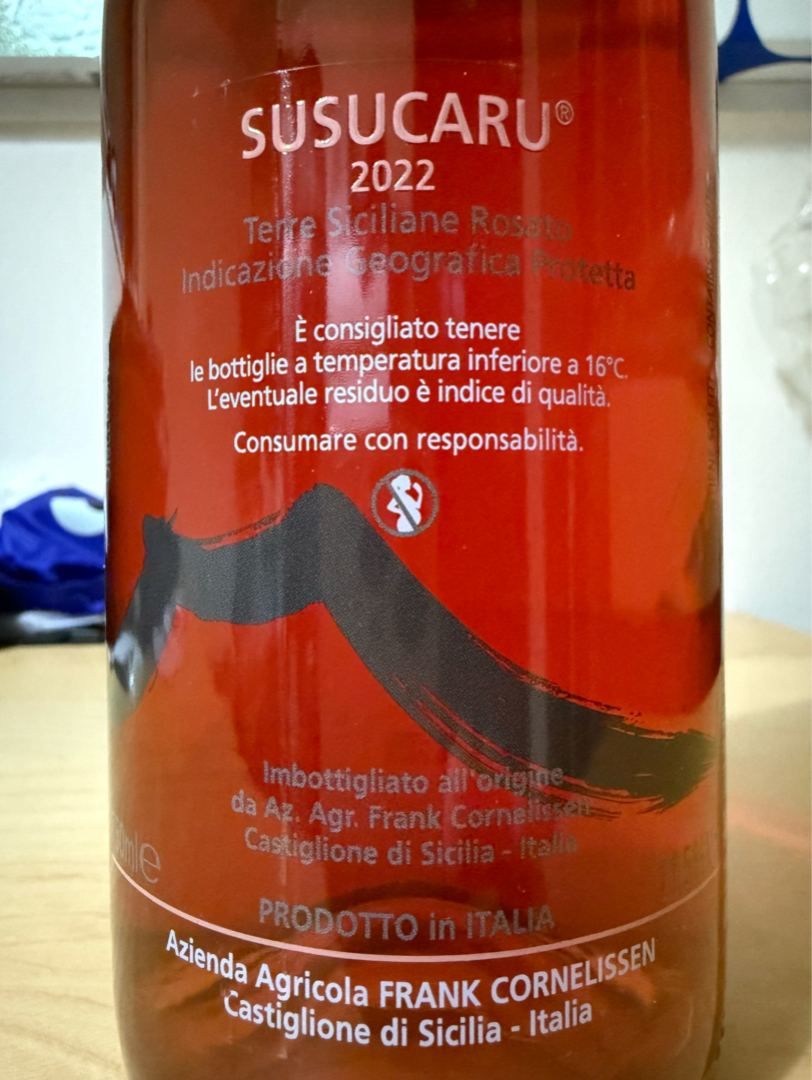 SUSUCARU®
2022
Terre Siciliane Rosato
Indicazione Geografica Protetta
È consigliato tenere
le bottiglie a temperatura inferiore a 16°C.
L'eventuale residuo è indice di qualità.
Consumare con responsabilità.
Imbottigliato all'origine
da Az. Agr. Frank Cornelissen
Castiglione di Sicilia - Italia
PRODOTTO in ITALIA
Azienda Agricola FRANK CORNELISSEN
Castiglione di Sicilia - Italia